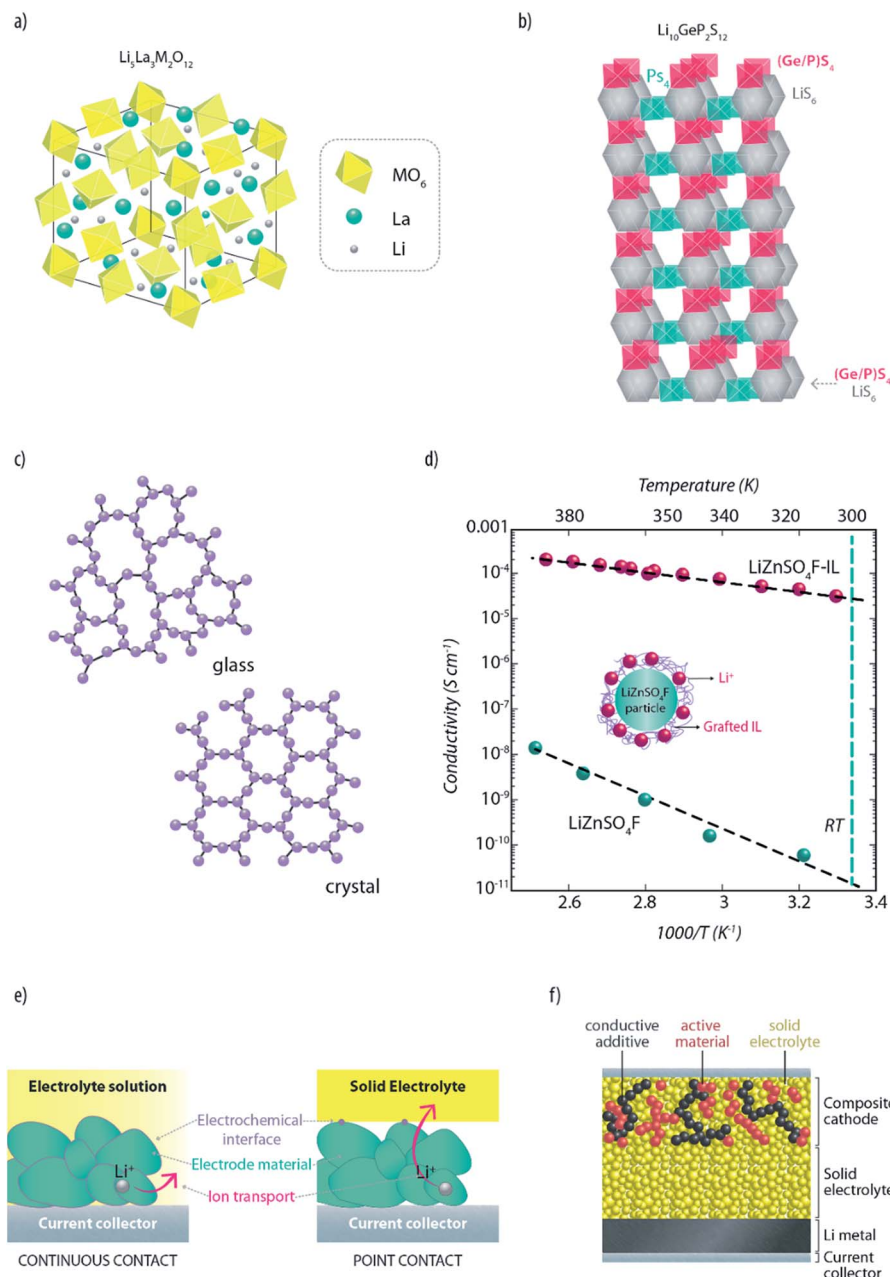 a)
Li5La3M2O12
MO6
La
Li
b)
Li10GeP2S12
(Ge/P)S4
Ps4
LiS6
(Ge/P)S4
LiS6
c)
glass
crystal
d)
Temperature (K)
380 360 350 340 320 300
0.001
10-4
10-5
10-6
10-7
10-8
10-9
10-10
10-11
Conductivity (S cm-1)
LiZnSO4F-IL
LiZnSO4F
particle
Li+
Grafted IL
LiZnSO4F
RT
2.6 2.8 3 3.2 3.4
1000/T (K-1)
e)
Electrolyte solution
Solid Electrolyte
Electrochemical
interface
Electrode material
Ion transport
Li+
Li+
Current collector
Current collector
CONTINUOUS CONTACT
POINT CONTACT
f)
conductive
additive
active
material
solid
electrolyte
Composite
cathode
Solid
electrolyte
Li metal
Current
collector